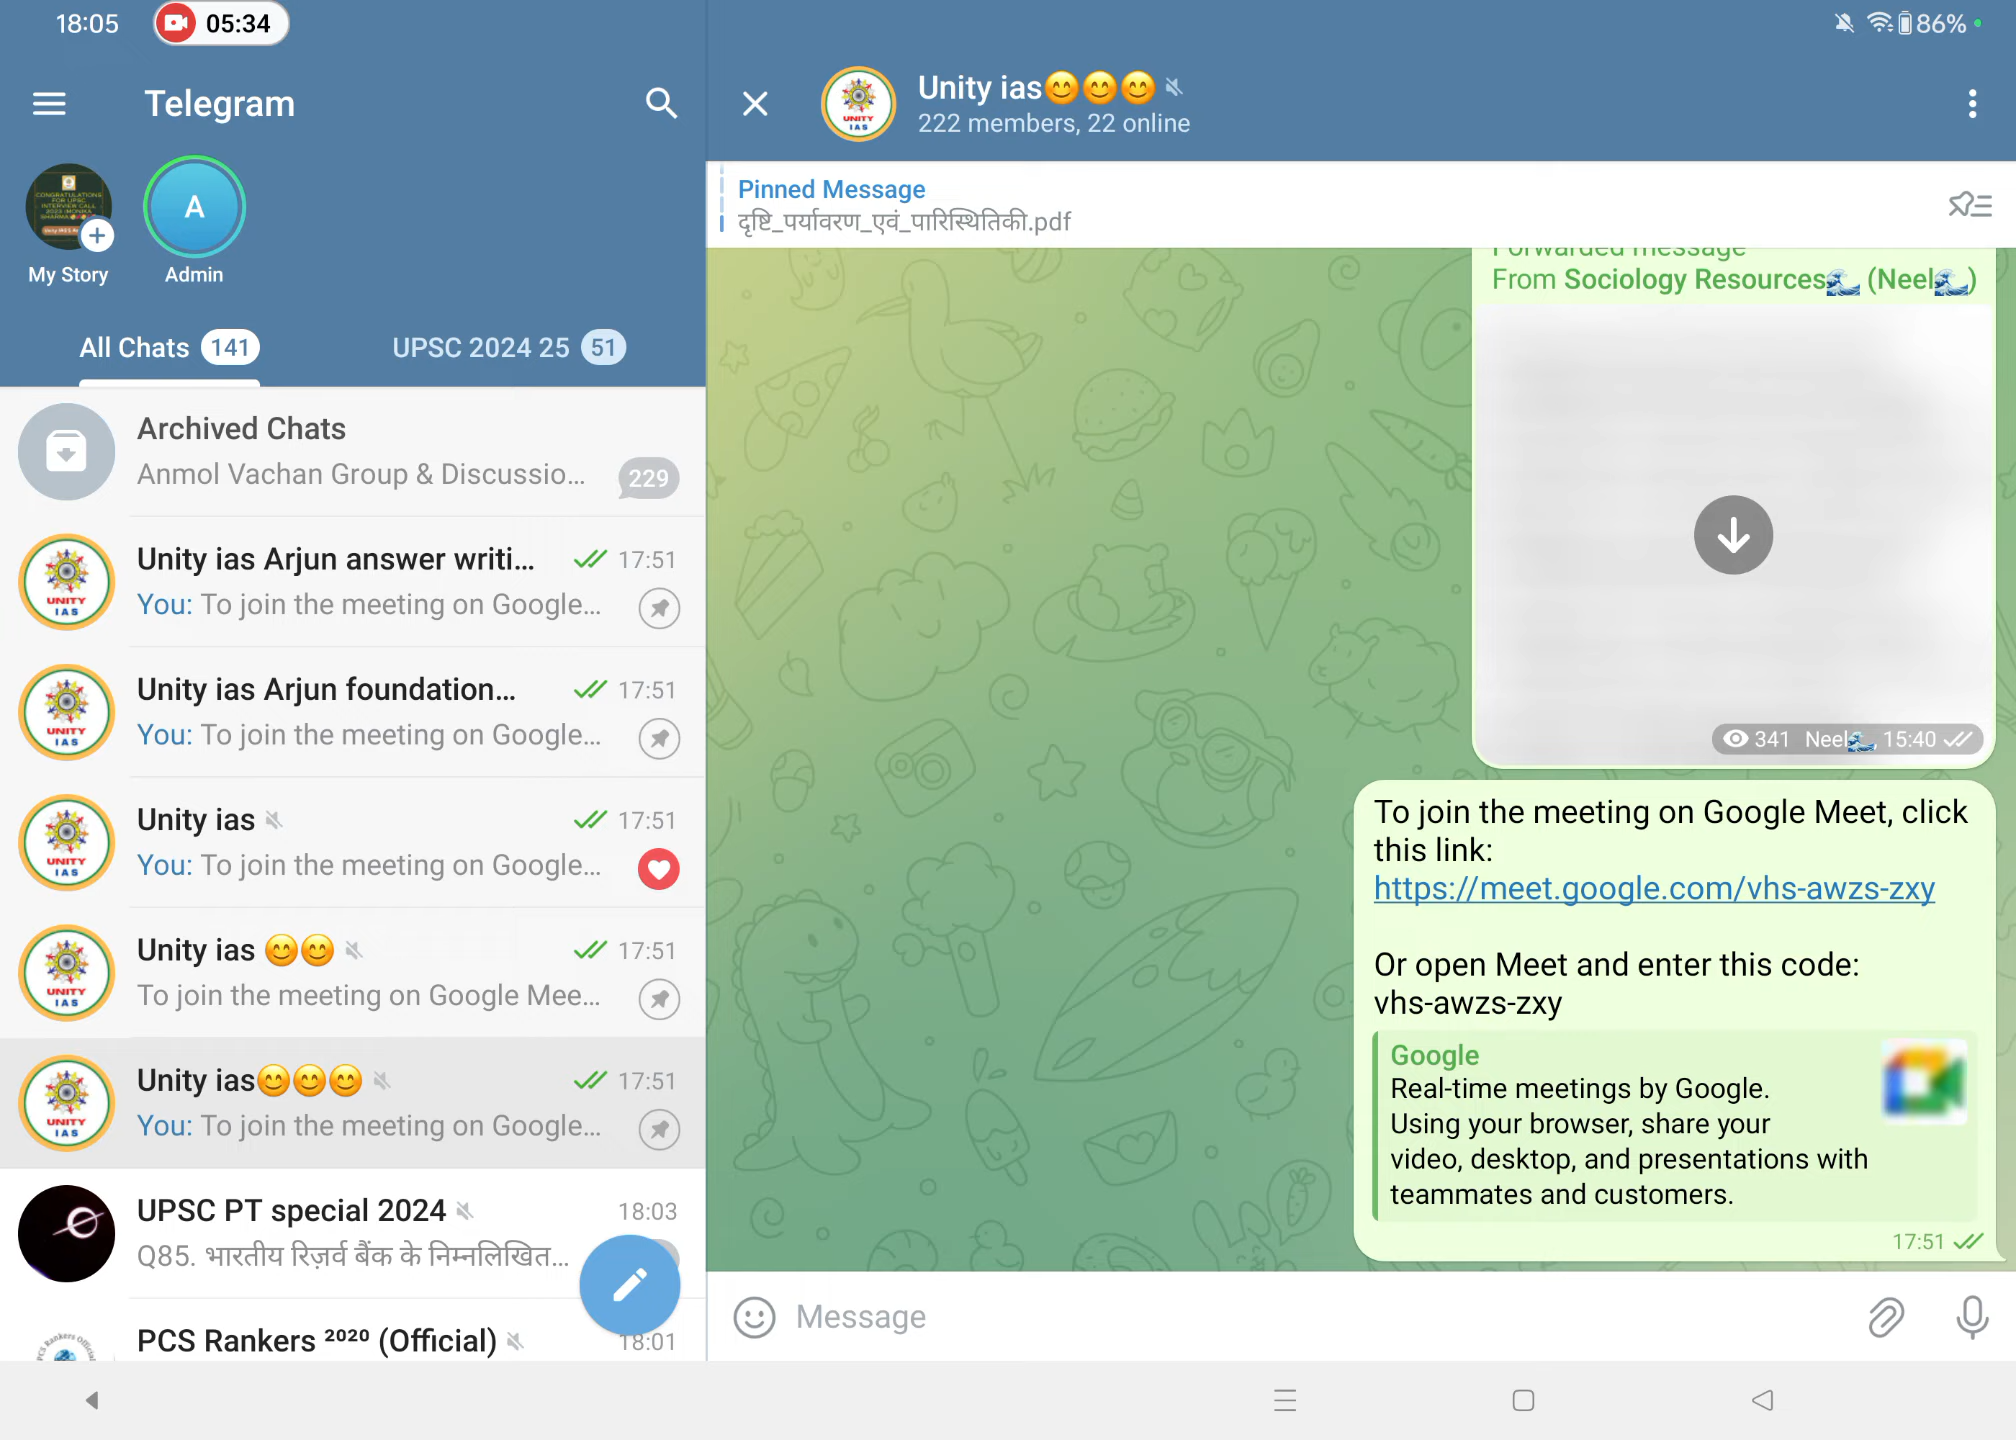 18:05
05:34
86%
Telegram
My Story
Admin
All Chats 141
UPSC 2024 25 51
Archived Chats
Anmol Vachan Group & Discussio...
229
Unity ias Arjun answer writi...
17:51
You: To join the meeting on Google...
Unity ias Arjun foundation...
17:51
You: To join the meeting on Google...
Unity ias
17:51
You: To join the meeting on Google...
Unity ias 😊😊
17:51
To join the meeting on Google Mee...
Unity ias😊😊😊
17:51
You: To join the meeting on Google...
UPSC PT special 2024
18:03
Q85. भारतीय रिज़र्व बैंक के निम्नलिखित...
PCS Rankers ²⁰²⁰ (Official)
18:01
Unity ias😊😊😊
222 members, 22 online
Pinned Message
दृष्टि_पर्यावरण_एवं_पारिस्थितिकी.pdf
Forwarded message
From Sociology Resources🌊 (Neel🌊)
341 Neel🌊, 15:40
To join the meeting on Google Meet, click
this link:
https://meet.google.com/vhs-awzs-zxy
Or open Meet and enter this code:
vhs-awzs-zxy
Google
Real-time meetings by Google.
Using your browser, share your
video, desktop, and presentations with
teammates and customers.
17:51
Message